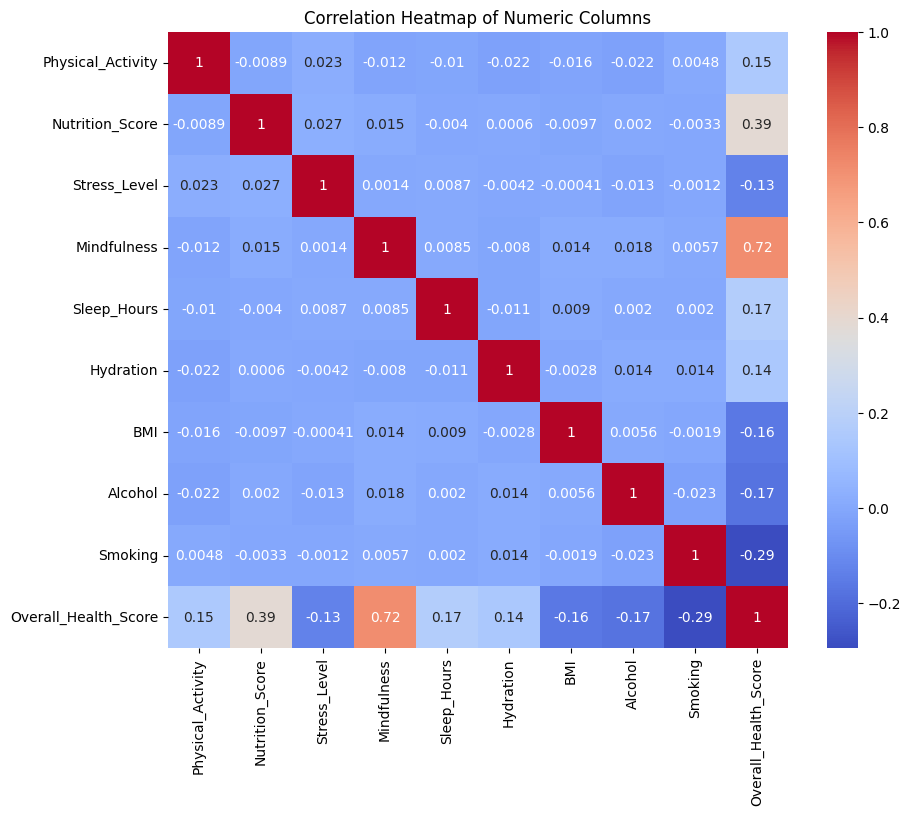 Correlation Heatmap of Numeric Columns
Physical_Activity 1 -0.0089 0.023 -0.012 -0.01 -0.022 -0.016 -0.022 0.0048 0.15
Nutrition_Score -0.0089 1 0.027 0.015 -0.004 0.0006 -0.0097 0.002 -0.0033 0.39
Stress_Level 0.023 0.027 1 0.0014 0.0087 -0.0042 -0.00041 -0.013 -0.0012 -0.13
Mindfulness -0.012 0.015 0.0014 1 0.0085 -0.008 0.014 0.018 0.0057 0.72
Sleep_Hours -0.01 -0.004 0.0087 0.0085 1 -0.011 0.009 0.002 0.002 0.17
Hydration -0.022 0.0006 -0.0042 -0.008 -0.011 1 -0.0028 0.014 0.014 0.14
BMI -0.016 -0.0097 -0.00041 0.014 0.009 -0.0028 1 0.0056 -0.0019 -0.16
Alcohol -0.022 0.002 -0.013 0.018 0.002 0.014 0.0056 1 -0.023 -0.17
Smoking 0.0048 -0.0033 -0.0012 0.0057 0.002 0.014 -0.0019 -0.023 1 -0.29
Overall_Health_Score 0.15 0.39 -0.13 0.72 0.17 0.14 -0.16 -0.17 -0.29 1
Physical_Activity
Nutrition_Score
Stress_Level
Mindfulness
Sleep_Hours
Hydration
BMI
Alcohol
Smoking
Overall_Health_Score
1.0
0.8
0.6
0.4
0.2
0.0
−0.2